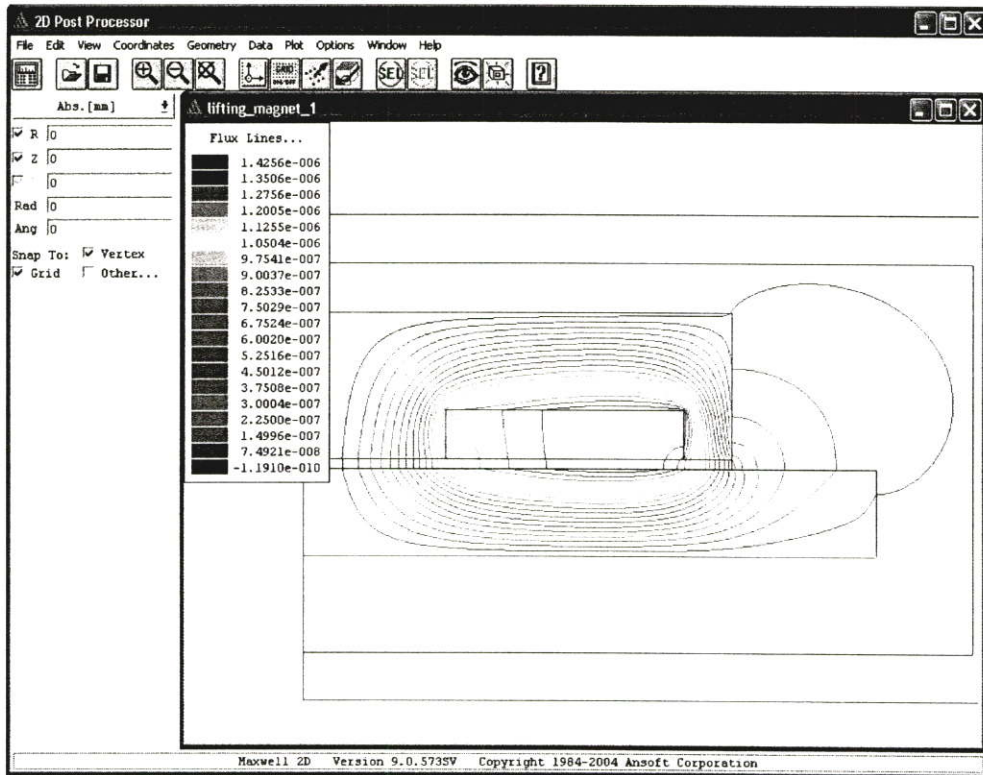 2D Post Processor
File Edit View Coordinates Geometry Data Plot Options Window Help
GRID
ON/OFF
SEL
SEL
?
Abs.[mm]
lifting_magnet_1
R 0
Z 0
0
Rad 0
Ang 0
Snap To: Vertex
Grid Other...
Flux Lines...
1.4256e-006
1.3506e-006
1.2756e-006
1.2005e-006
1.1255e-006
1.0504e-006
9.7541e-007
9.0037e-007
8.2533e-007
7.5029e-007
6.7524e-007
6.0020e-007
5.2516e-007
4.5012e-007
3.7508e-007
3.0004e-007
2.2500e-007
1.4996e-007
7.4921e-008
-1.1910e-010
Maxwell 2D Version 9.0.573SV Copyright 1984-2004 Ansoft Corporation